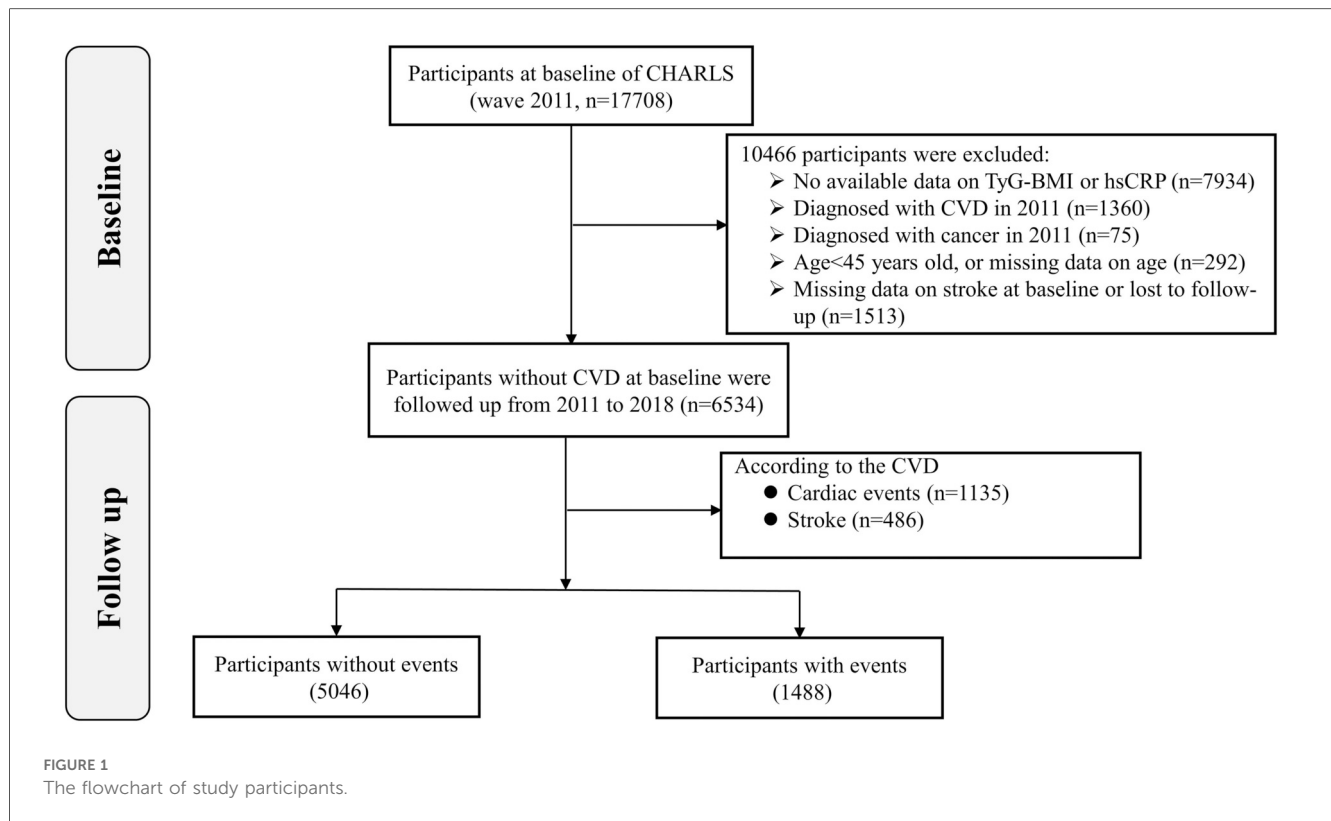 Baseline
Participants at baseline of CHARLS
(wave 2011, n=17708)
10466 participants were excluded:
➢ No available data on TyG-BMI or hsCRP (n=7934)
➢ Diagnosed with CVD in 2011 (n=1360)
➢ Diagnosed with cancer in 2011 (n=75)
➢ Age<45 years old, or missing data on age (n=292)
➢ Missing data on stroke at baseline or lost to follow-
up (n=1513)
Participants without CVD at baseline were
followed up from 2011 to 2018 (n=6534)
Follow up
According to the CVD
● Cardiac events (n=1135)
● Stroke (n=486)
Participants without events
(5046)
Participants with events
(1488)
FIGURE 1
The flowchart of study participants.